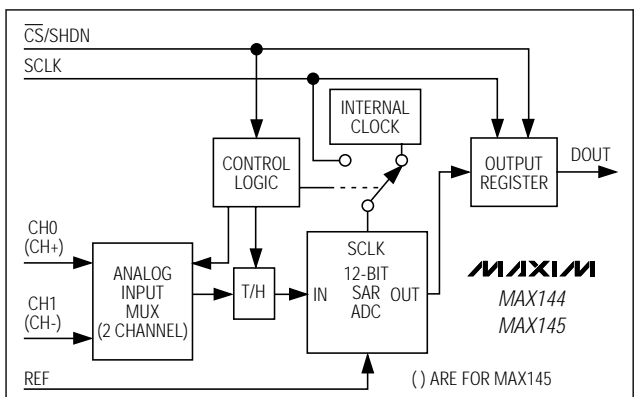 C̅S̅/SHDN
SCLK
INTERNAL
CLOCK
CONTROL
LOGIC
OUTPUT
REGISTER
DOUT
CH0
(CH+)
ANALOG
INPUT
MUX
(2 CHANNEL)
CH1
(CH-)
T/H
SCLK
12-BIT
IN SAR OUT
ADC
MAXIM
MAX144
MAX145
REF
( ) ARE FOR MAX145